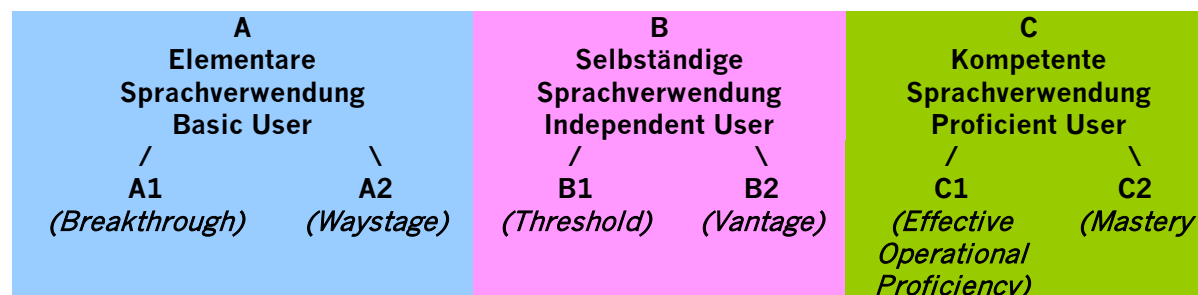 A
Elementare
Sprachverwendung
Basic User
/ \
A1 A2
(Breakthrough) (Waystage)
B
Selbständige
Sprachverwendung
Independent User
/ \
B1 B2
(Threshold) (Vantage)
C
Kompetente
Sprachverwendung
Proficient User
/ \
C1 C2
(Effective (Mastery
Operational
Proficiency)